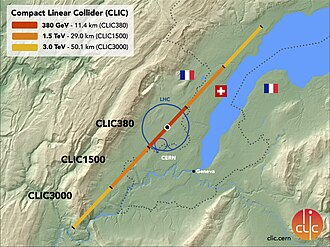 Compact Linear Collider (CLIC)
380 GeV - 11.4 km (CLIC380)
1.5 TeV - 29.0 km (CLIC1500)
3.0 TeV - 50.1 km (CLIC3000)
LHC
CLIC380
CERN
CLIC1500
Geneva
CLIC3000
clic
clic.cern